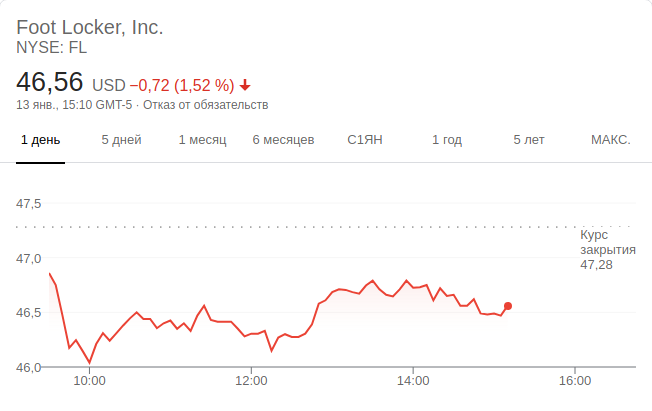 Foot Locker, Inc.
NYSE: FL
46,56 USD −0,72 (1,52 %)
13 янв., 15:10 GMT-5 · Отказ от обязательств
1 день 5 дней 1 месяц 6 месяцев С1ЯН 1 год 5 лет МАКС.
47,5
Курс
закрытия
47,28
47,0
46,5
46,0
10:00 12:00 14:00 16:00